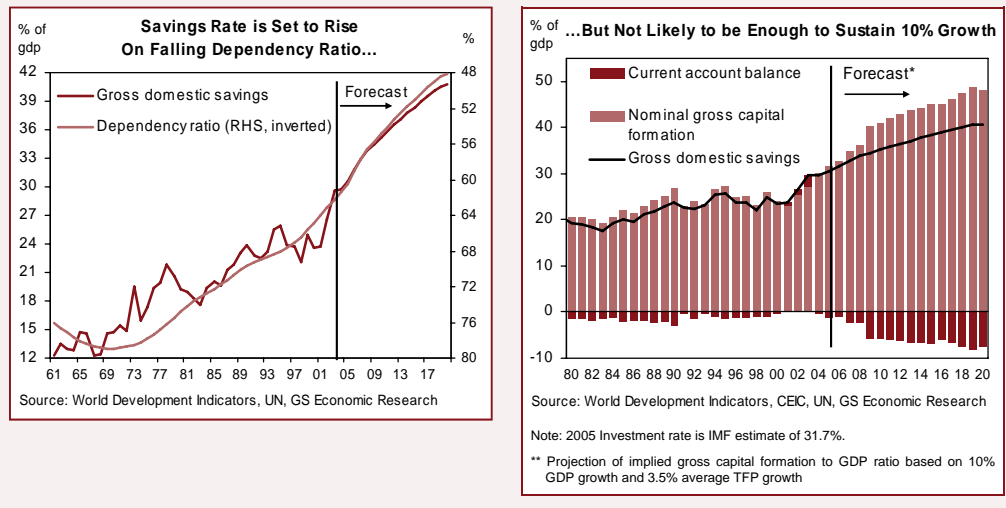 Savings Rate is Set to Rise
On Falling Dependency Ratio…
% of
gdp
%
42
39
36
33
30
27
24
21
18
15
12
48
52
56
60
64
68
72
76
80
Gross domestic savings
Dependency ratio (RHS, inverted)
Forecast
61 65 69 73 77 81 85 89 93 97 01 05 09 13 17
Source: World Development Indicators, UN, GS Economic Research
% of
gdp
…But Not Likely to be Enough to Sustain 10% Growth
50
40
30
20
10
0
-10
Current account balance
Nominal gross capital
formation
Gross domestic savings
Forecast*
80 82 84 86 88 90 92 94 96 98 00 02 04 06 08 10 12 14 16 18 20
Source: World Development Indicators, CEIC, UN, GS Economic Research
Note: 2005 Investment rate is IMF estimate of 31.7%.
** Projection of implied gross capital formation to GDP ratio based on 10%
GDP growth and 3.5% average TFP growth